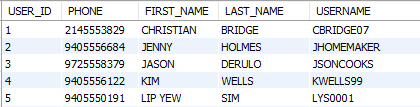 USER_ID PHONE FIRST_NAME LAST_NAME USERNAME
1 2145553829 CHRISTIAN BRIDGE CBRIDGE07
2 9405556684 JENNY HOLMES JHOMEMAKER
3 9725558379 JASON DERULO JSONCOOKS
4 9405556122 KIM WELLS KWELLS99
5 9405550191 LIP YEW SIM LYS0001